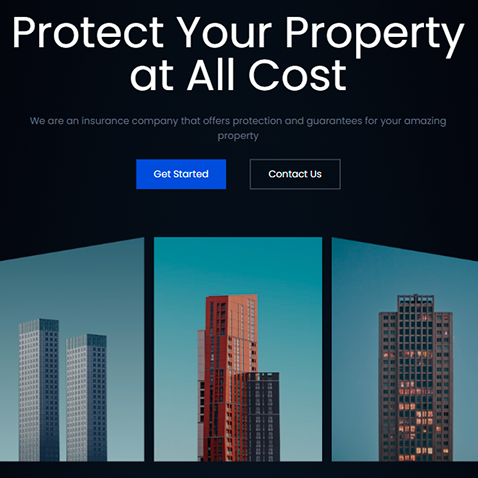 Protect Your Property
at All Cost
We are an insurance company that offers protection and guarantees for your amazing
property
Get Started
Contact Us